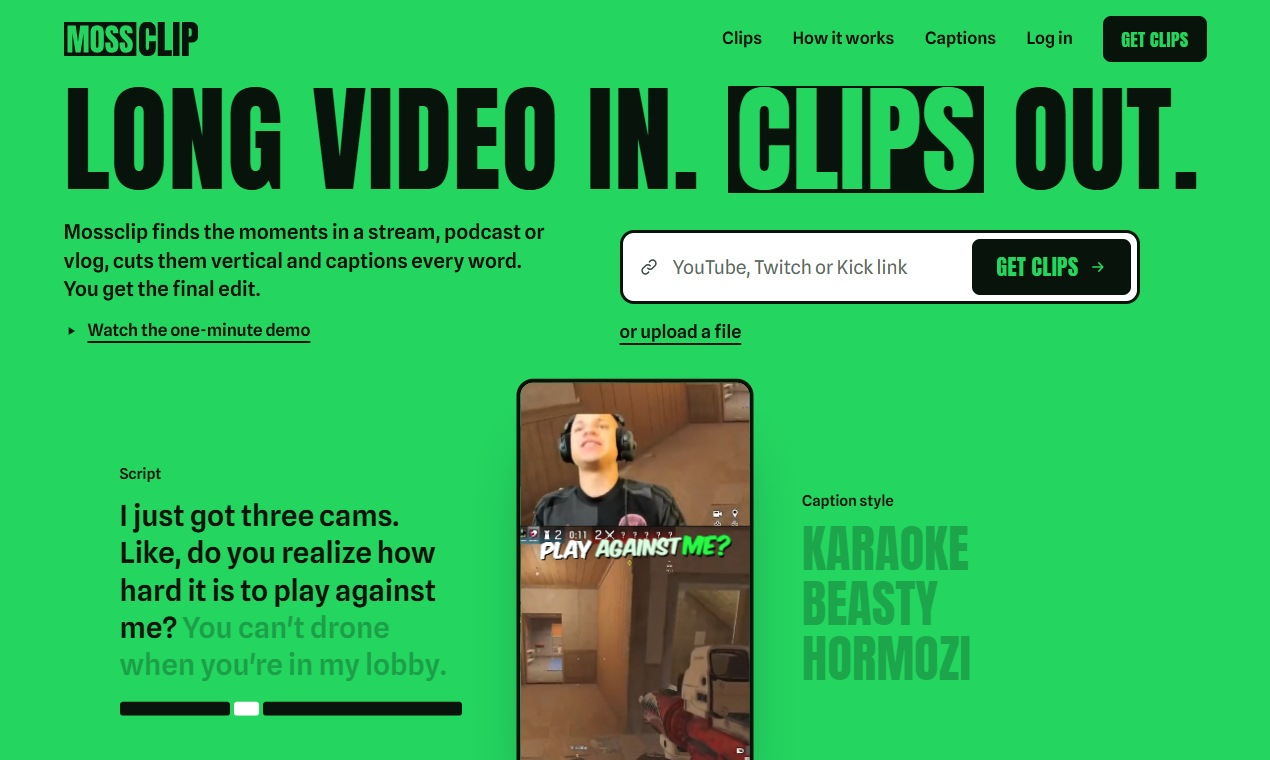 MOSSCLIP
Clips
How it works
Captions
Log in
GET CLIPS
LONG VIDEO IN. CLIPS OUT.
Mossclip finds the moments in a stream, podcast or
vlog, cuts them vertical and captions every word.
You get the final edit.
Watch the one-minute demo
YouTube, Twitch or Kick link
GET CLIPS →
or upload a file
Script
I just got three cams.
Like, do you realize how
hard it is to play against
me? You can't drone
when you're in my lobby.
2 0:11 2 ? ? ? ? ?
PLAY AGAINST ME?
Caption style
KARAOKE
BEASTY
HORMOZI